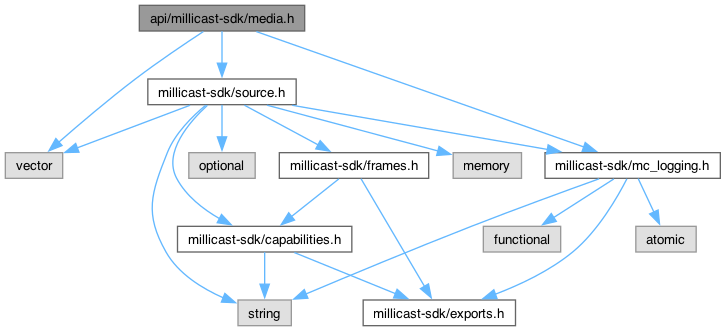 api/millicast-sdk/media.h
millicast-sdk/source.h
vector
optional
millicast-sdk/frames.h
memory
millicast-sdk/mc_logging.h
millicast-sdk/capabilities.h
functional
atomic
string
millicast-sdk/exports.h